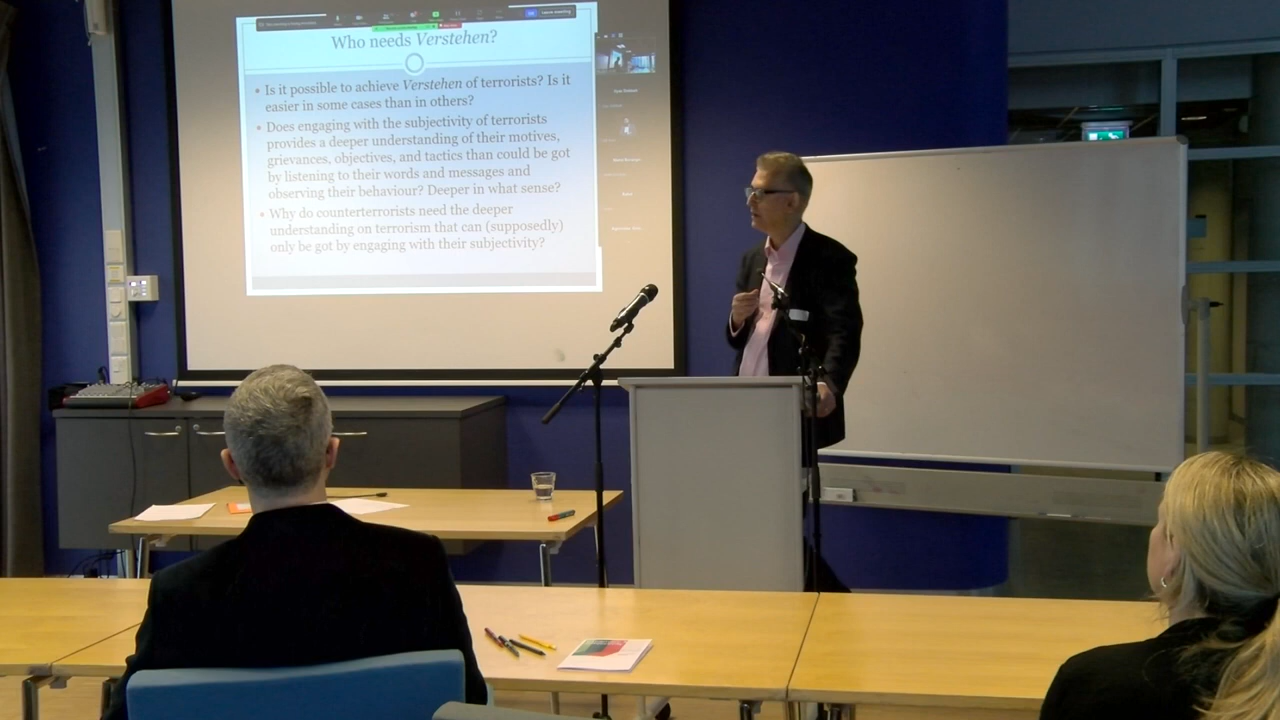 Leave Meeting
Who needs Verstehen?
• Is it possible to achieve Verstehen of terrorists? Is it
easier in some cases than in others?
• Does engaging with the subjectivity of terrorists
provides a deeper understanding of their motives,
grievances, objectives, and tactics than could be got
by listening to their words and messages and
observing their behaviour? Deeper in what sense?
• Why do counterterrorists need the deeper
understanding on terrorism that can (supposedly)
only be got by engaging with their subjectivity?